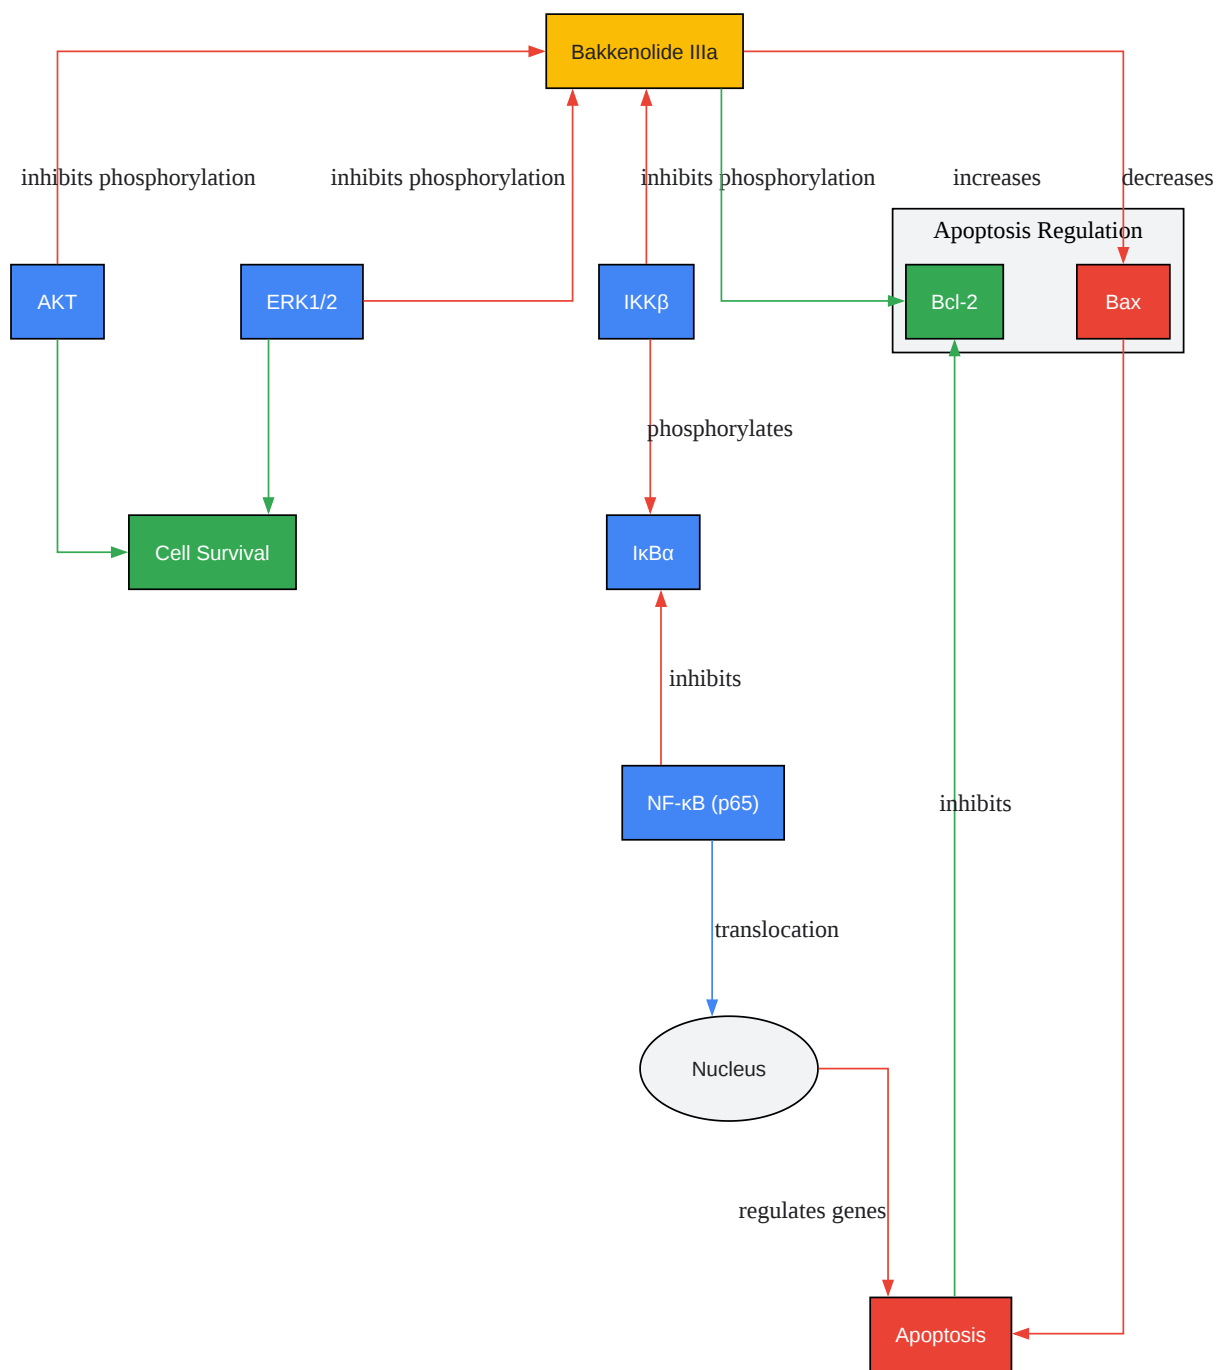 Bakkenolide IIIa
inhibits phosphorylation
inhibits phosphorylation
inhibits phosphorylation
increases
decreases
Apoptosis Regulation
AKT
ERK1/2
IKKβ
Bcl-2
Bax
phosphorylates
Cell Survival
IκBα
inhibits
NF-κB (p65)
inhibits
translocation
Nucleus
regulates genes
Apoptosis